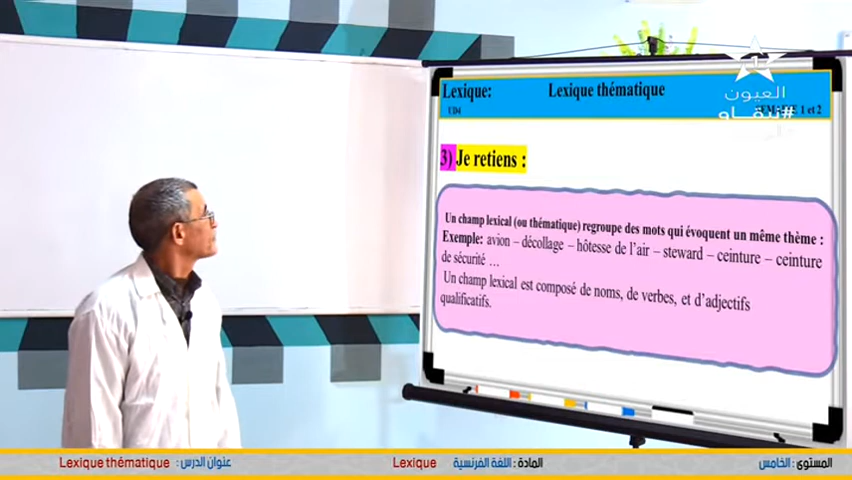 العيون
Lexique:
Lexique thématique
UD4
1 et 2
3) Je retiens :
Un champ lexical (ou thématique) regroupe des mots qui évoquent un même thème :
Exemple: avion – décollage – hôtesse de l'air – steward – ceinture – ceinture
de sécurité …
Un champ lexical est composé de noms, de verbes, et d'adjectifs
qualificatifs.
المستوى : الخامس
المادة : اللغة الفرنسية Lexique
عنوان الدرس : Lexique thématique